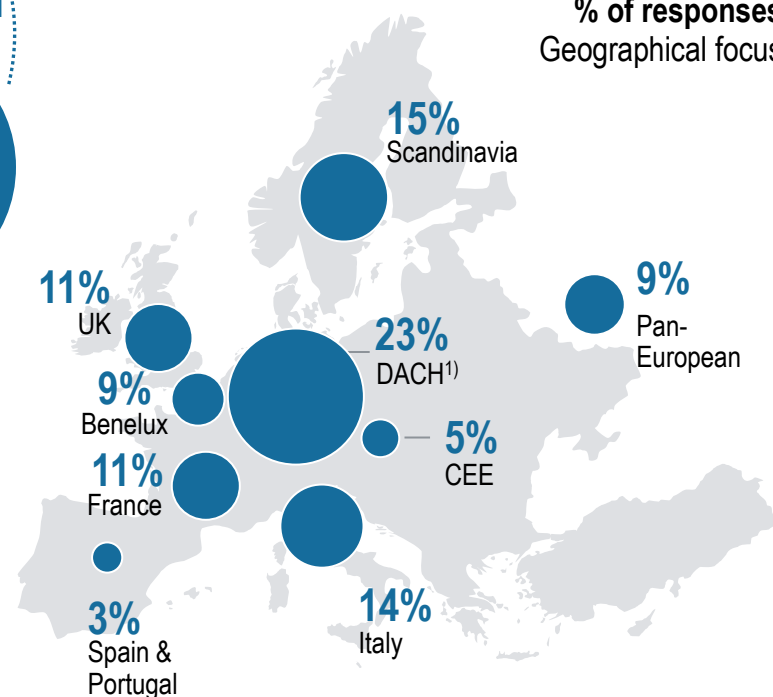 % of responses
Geographical focus
15%
Scandinavia
11%
UK
9%
Pan-
European
23%
DACH1)
9%
Benelux
5%
CEE
11%
France
14%
Italy
3%
Spain &
Portugal